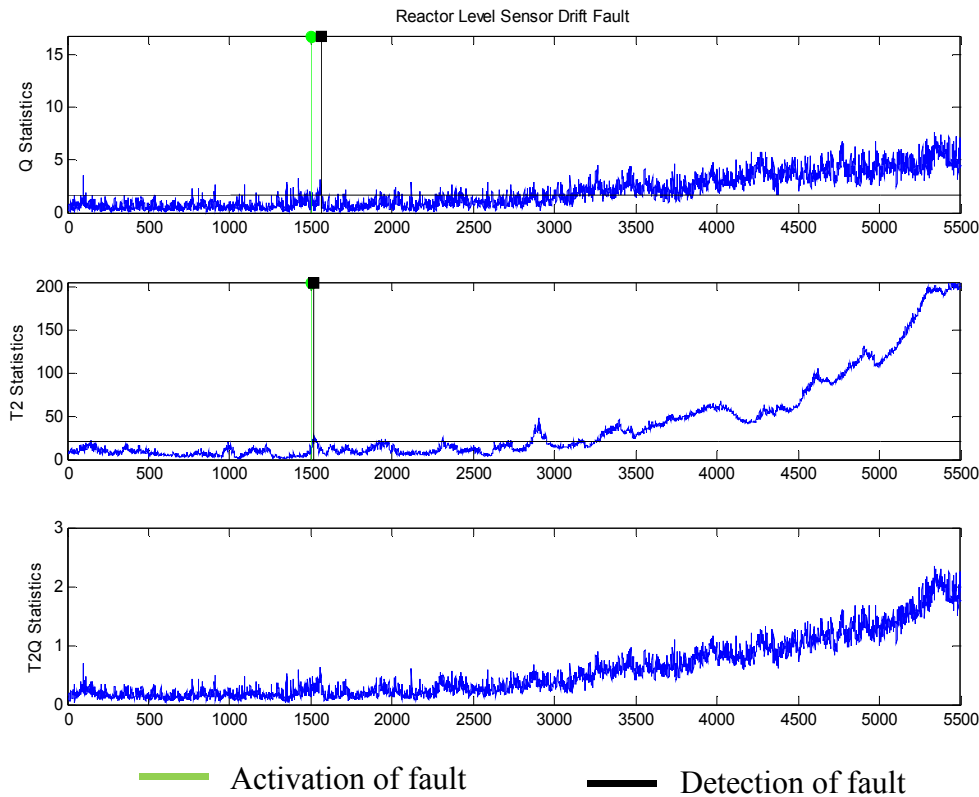 Reactor Level Sensor Drift Fault
Q Statistics
15
10
5
0
0 500 1000 1500 2000 2500 3000 3500 4000 4500 5000 5500
T2 Statistics
200
150
100
50
0
0 500 1000 1500 2000 2500 3000 3500 4000 4500 5000 5500
T2Q Statistics
3
2
1
0
0 500 1000 1500 2000 2500 3000 3500 4000 4500 5000 5500
Activation of fault
Detection of fault